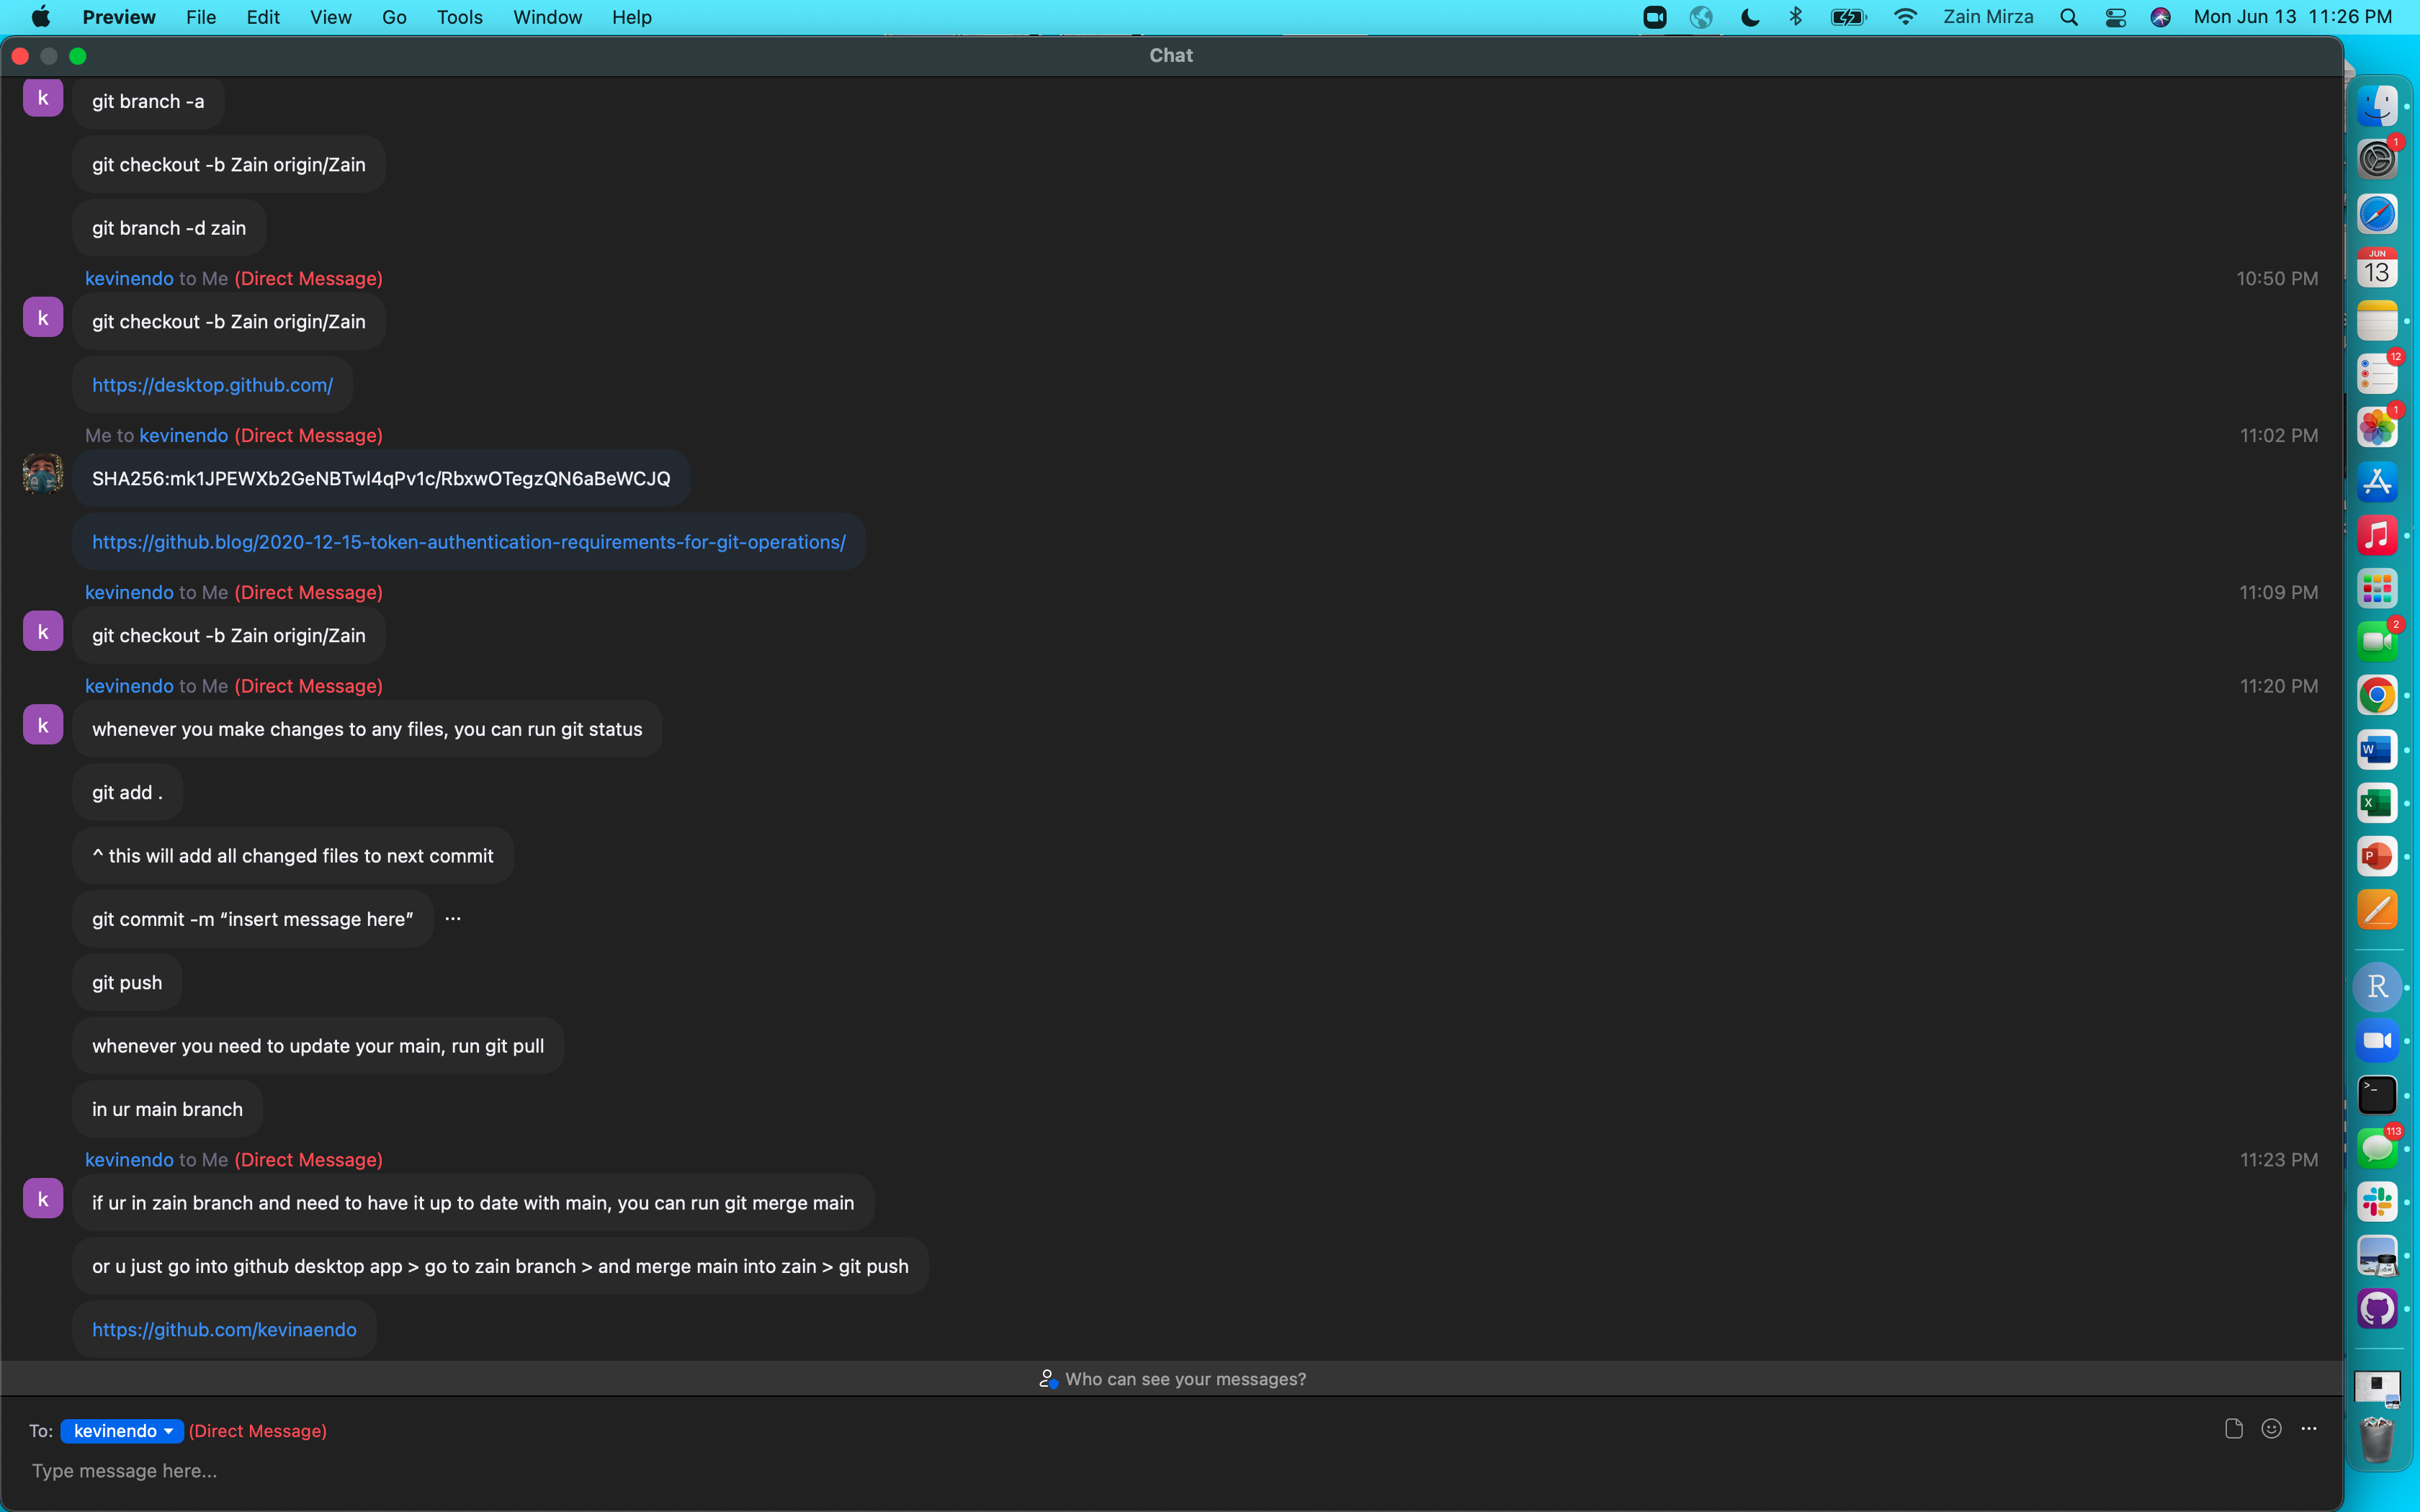 Preview File Edit View Go Tools Window Help Zain Mirza Mon Jun 13 11:26 PM
Chat
k git branch -a
git checkout -b Zain origin/Zain
git branch -d zain
kevinendo to Me (Direct Message) 10:50 PM
k git checkout -b Zain origin/Zain
https://desktop.github.com/
Me to kevinendo (Direct Message) 11:02 PM
SHA256:mk1JPEWXb2GeNBTwl4qPv1c/RbxwOTegzQN6aBeWCJQ
https://github.blog/2020-12-15-token-authentication-requirements-for-git-operations/
kevinendo to Me (Direct Message) 11:09 PM
k git checkout -b Zain origin/Zain
kevinendo to Me (Direct Message) 11:20 PM
k whenever you make changes to any files, you can run git status
git add .
^ this will add all changed files to next commit
git commit -m “insert message here” ...
git push
whenever you need to update your main, run git pull
in ur main branch
kevinendo to Me (Direct Message) 11:23 PM
k if ur in zain branch and need to have it up to date with main, you can run git merge main
or u just go into github desktop app > go to zain branch > and merge main into zain > git push
https://github.com/kevinaendo
Who can see your messages?
To: kevinendo (Direct Message)
Type message here...
1
JUN
13
12
1
2
W
X
P
R
>_
113